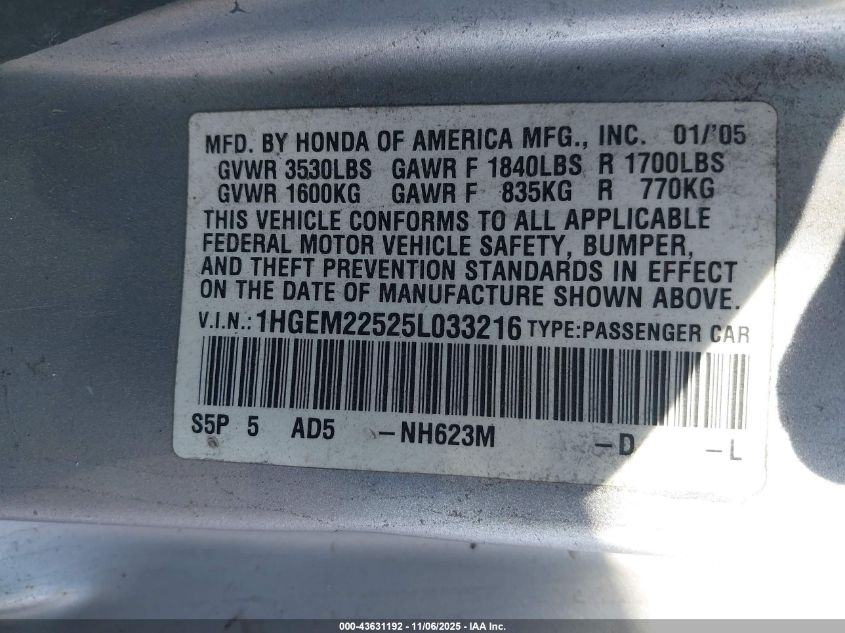 MFD. BY HONDA OF AMERICA MFG., INC. 01/'05
GVWR 3530LBS GAWR F 1840LBS R 1700LBS
GVWR 1600KG GAWR F 835KG R 770KG
THIS VEHICLE CONFORMS TO ALL APPLICABLE
FEDERAL MOTOR VEHICLE SAFETY, BUMPER,
AND THEFT PREVENTION STANDARDS IN EFFECT
ON THE DATE OF MANUFACTURE SHOWN ABOVE.
V.I.N.: 1HGEM22525L033216 TYPE:PASSENGER CAR
S5P 5 AD5 -NH623M -D -L
000-43631192 - 11/06/2025 - IAA Inc.